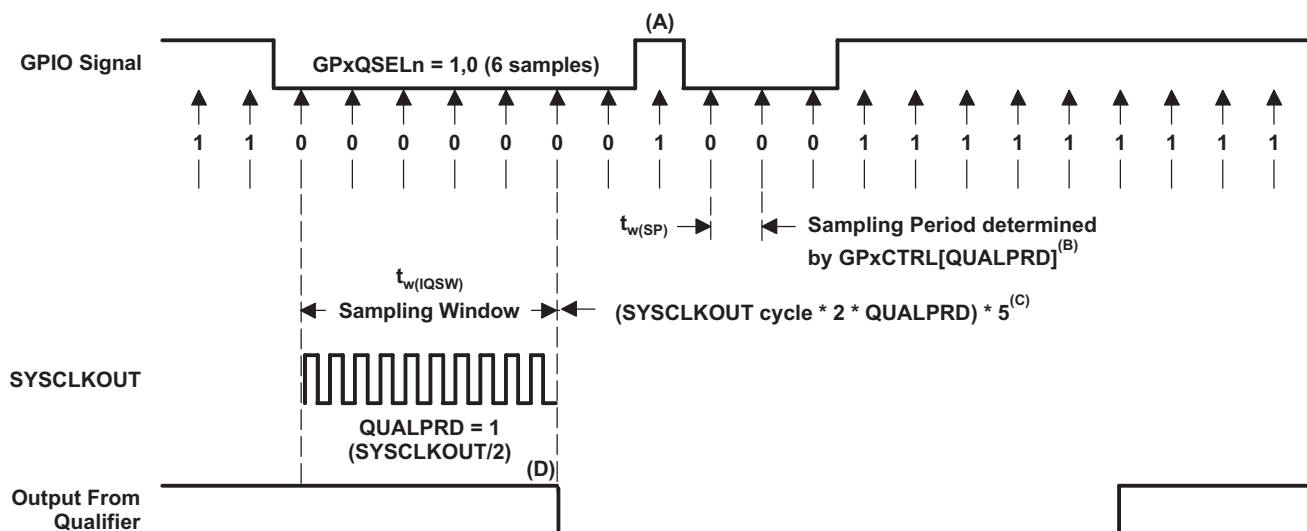 (A)
GPIO Signal
GPxQSELn = 1,0 (6 samples)
1 1 0 0 0 0 0 0 0 1 0 0 0 1 1 1 1 1 1 1 1 1
tw(SP)
Sampling Period determined
by GPxCTRL[QUALPRD](B)
tw(IQSW)
Sampling Window
(SYSCLKOUT cycle * 2 * QUALPRD) * 5(C)
SYSCLKOUT
QUALPRD = 1
(SYSCLKOUT/2)
(D)
Output From
Qualifier